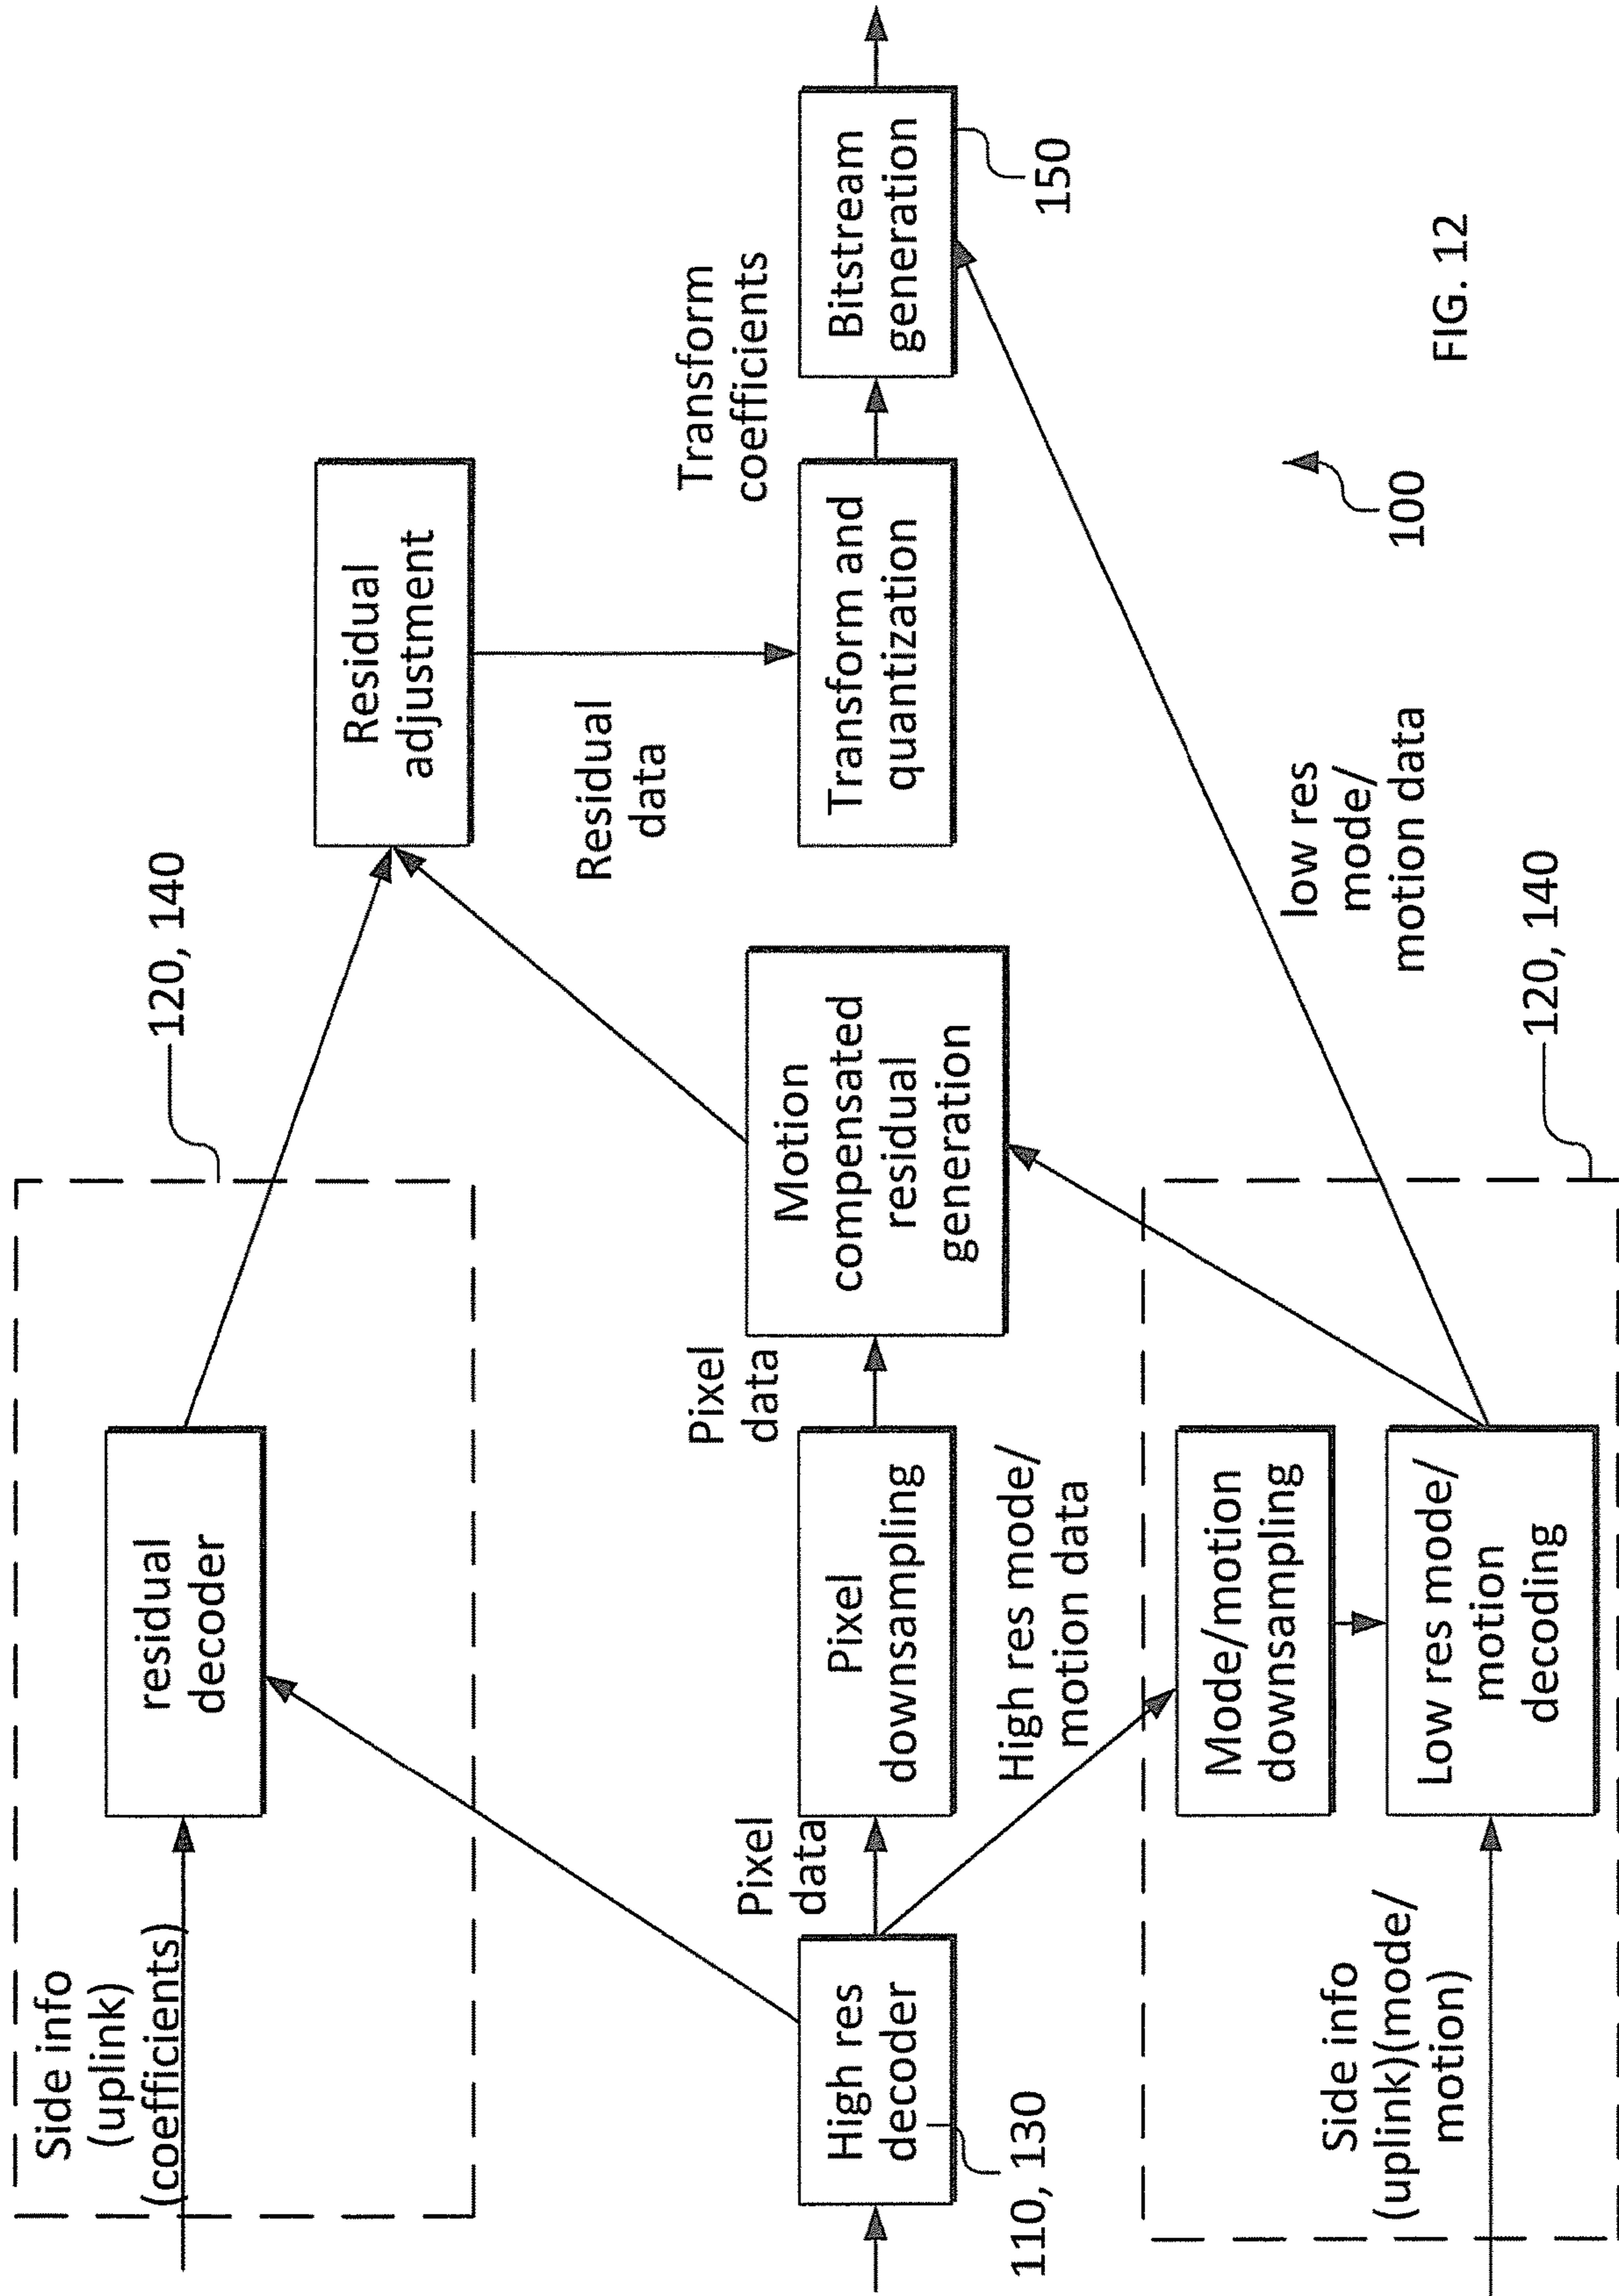 Side info
(uplink)
(coefficients)
residual
decoder
120, 140
Residual
adjustment
Residual
data
High res
decoder
110, 130
Pixel
data
Pixel
downsampling
Pixel
data
Motion
compensated
residual
generation
Transform and
quantization
Transform
coefficients
Bitstream
generation
150
High res mode/
motion data
Side info
(uplink)(mode/
motion)
Mode/motion
downsampling
Low res mode/
motion
decoding
120, 140
low res
mode/
motion data
100
FIG. 12